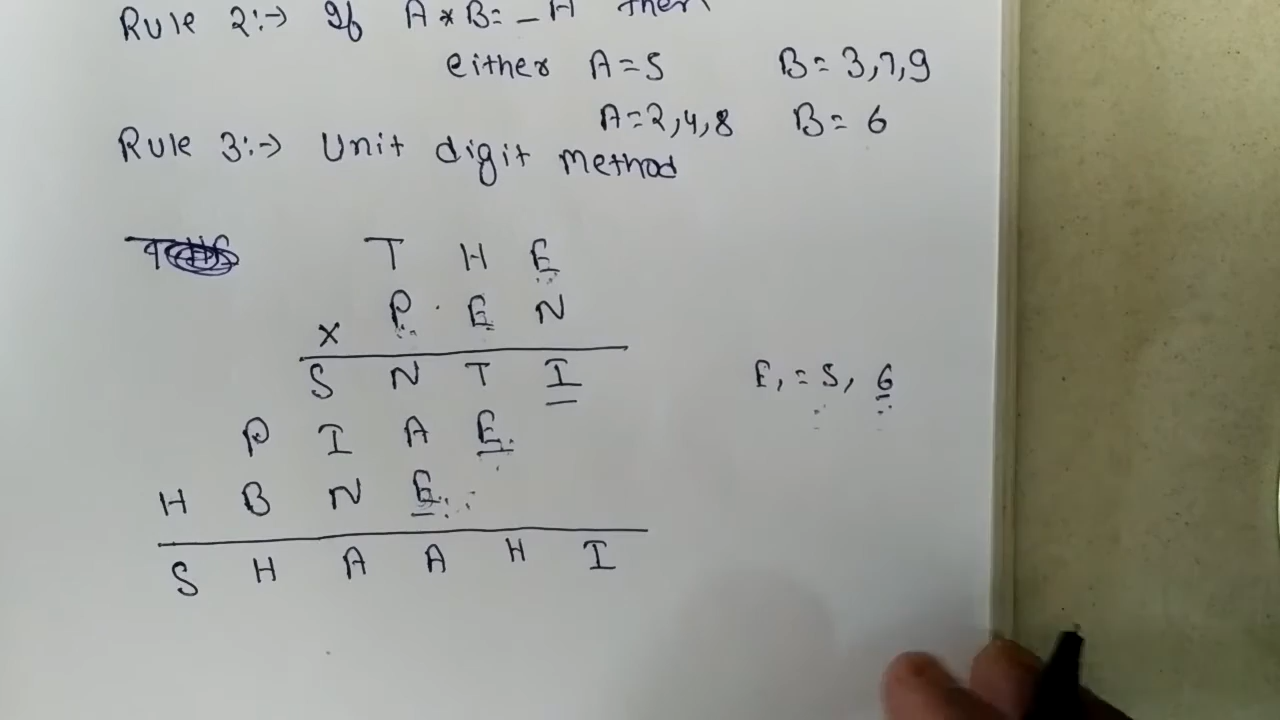 Rule 2:→ If A * B = _ A then
either A = 5 B = 3,7,9
A = 2,4,8 B = 6
Rule 3:→ Unit digit method
T H E
x P . E N
S N T I
E, = 5, 6
P I A E.
H B N E..
S H A A H I